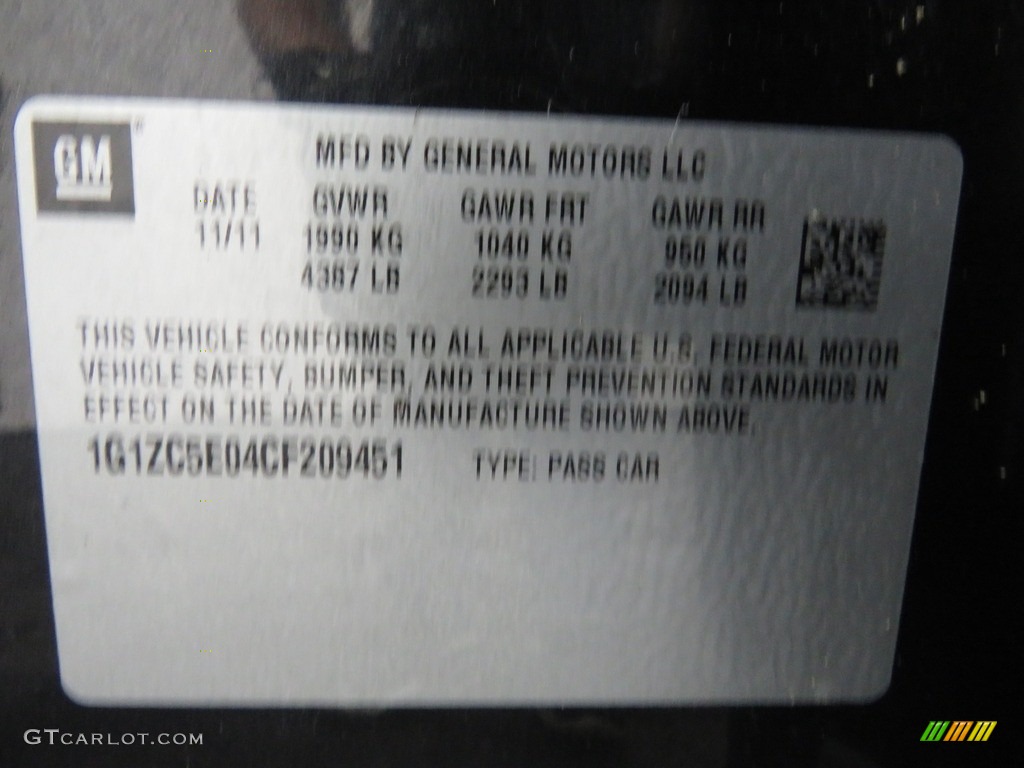 GM
MFD BY GENERAL MOTORS LLC
DATE GVWR GAWR FRT GAWR RR
11/11 1990 KG 1040 KG 950 KG
4387 LB 2293 LB 2094 LB
THIS VEHICLE CONFORMS TO ALL APPLICABLE U.S. FEDERAL MOTOR
VEHICLE SAFETY, BUMPER, AND THEFT PREVENTION STANDARDS IN
EFFECT ON THE DATE OF MANUFACTURE SHOWN ABOVE.
1G1ZC5E04CF209451 TYPE: PASS CAR
GTCARLOT.COM